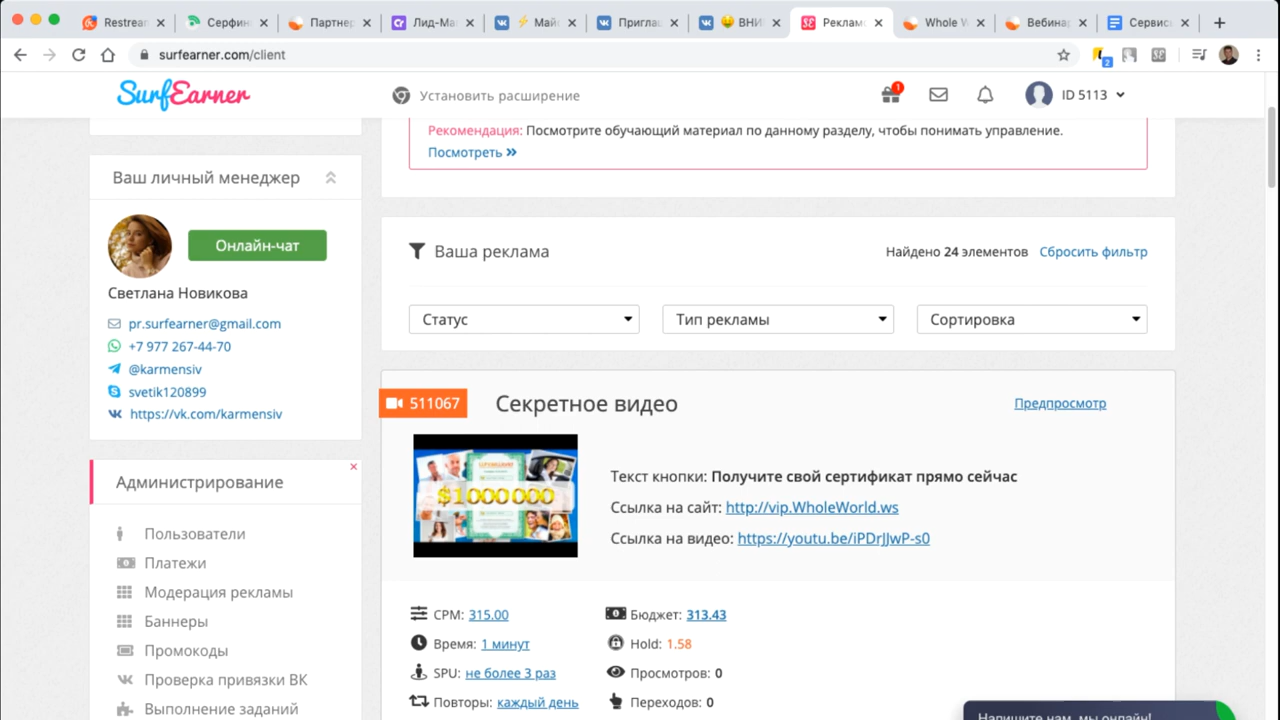 Restrear
Серфин
Партнер
Лид-Ма
Майс
Пригла
ВНИ
Реклам
Whole W
Вебинар
Сервис
surfearner.com/client
2
SurfEarner
Установить расширение
1
ID 5113
Рекомендация: Посмотрите обучающий материал по данному разделу, чтобы понимать управление.
Посмотреть »
Ваш личный менеджер
Онлайн-чат
Светлана Новикова
pr.surfearner@gmail.com
+7 977 267-44-70
@karmensiv
svetik120899
https://vk.com/karmensiv
Администрирование
Пользователи
Платежи
Модерация рекламы
Баннеры
Промокоды
Проверка привязки ВК
Выполнение заданий
Ваша реклама
Найдено 24 элементов Сбросить фильтр
Статус
Тип рекламы
Сортировка
511067
Секретное видео
Предпросмотр
$1000000
Текст кнопки: Получите свой сертификат прямо сейчас
Ссылка на сайт: http://vip.WholeWorld.ws
Ссылка на видео: https://youtu.be/iPDrJJwP-s0
CPM: 315.00
Бюджет: 313.43
Время: 1 минут
Hold: 1.58
SPU: не более 3 раз
Просмотров: 0
Повторы: каждый день
Переходов: 0
Напишите нам, мы онлайн!